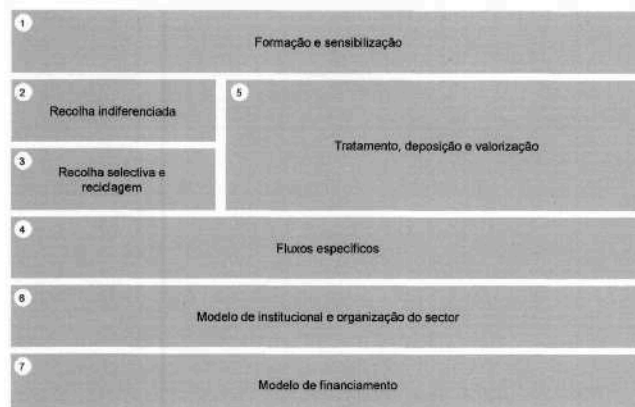 1
Formação e sensibilização
2
Recolha indiferenciada
3
Recolha selectiva e
reciclagem
5
Tratamento, deposição e valorização
4
Fluxos específicos
6
Modelo de institucional e organização do sector
7
Modelo de financiamento